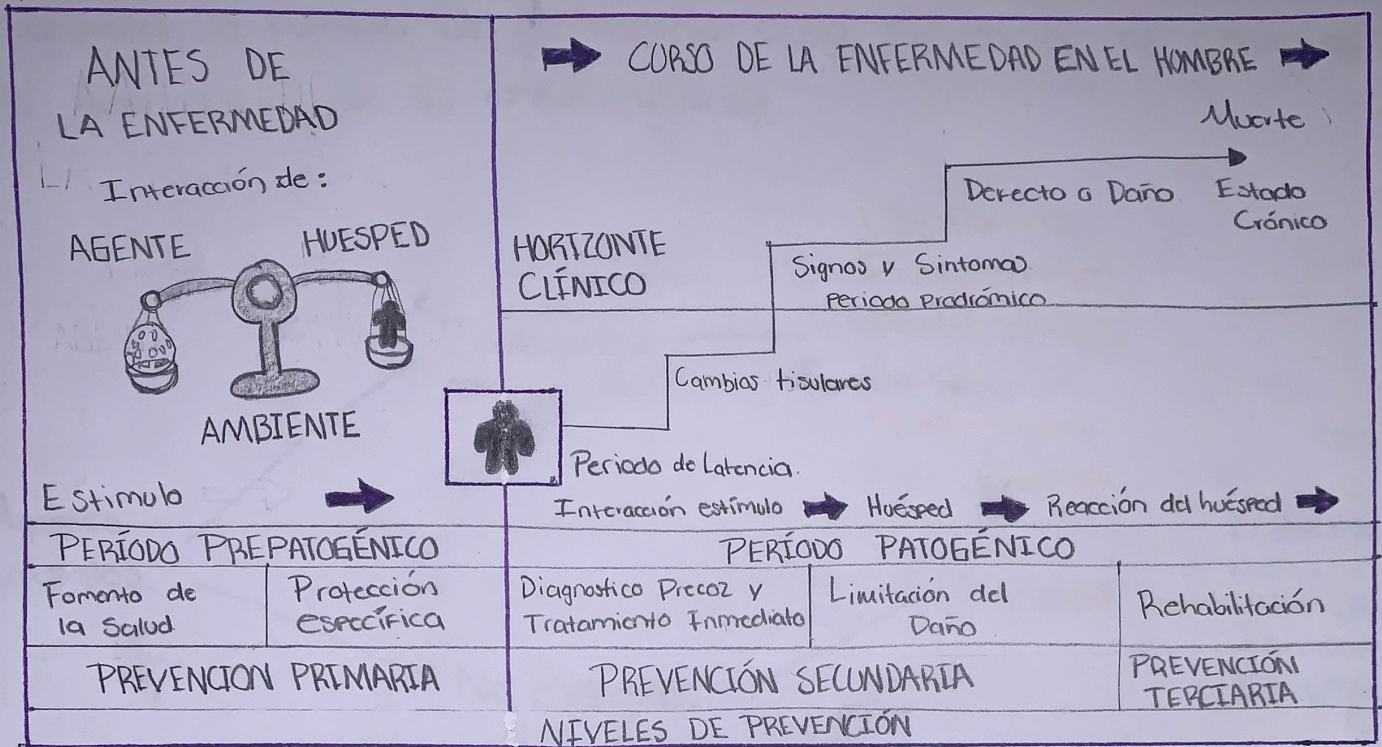 ANTES DE
LA ENFERMEDAD
Interacción de:
AGENTE
HUESPED
AMBIENTE
Estimulo
CURSO DE LA ENFERMEDAD EN EL HOMBRE
Muerte
Defecto o Daño
Estado
Crónico
HORIZONTE
CLÍNICO
Signos y Sintomas
Periodo Prodrómico
Cambios tisulares
Periodo de Latencia.
Interacción estímulo
Huésped
Reacción del huésped
PERÍODO PREPATOGÉNICO
PERÍODO PATOGÉNICO
Fomento de
la Salud
Protección
específica
Diagnostico Precoz y
Tratamiento Inmediato
Limitación del
Daño
Rehabilitación
PREVENCION PRIMARIA
PREVENCIÓN SECUNDARIA
PREVENCIÓN
TERCIARIA
NIVELES DE PREVENCIÓN